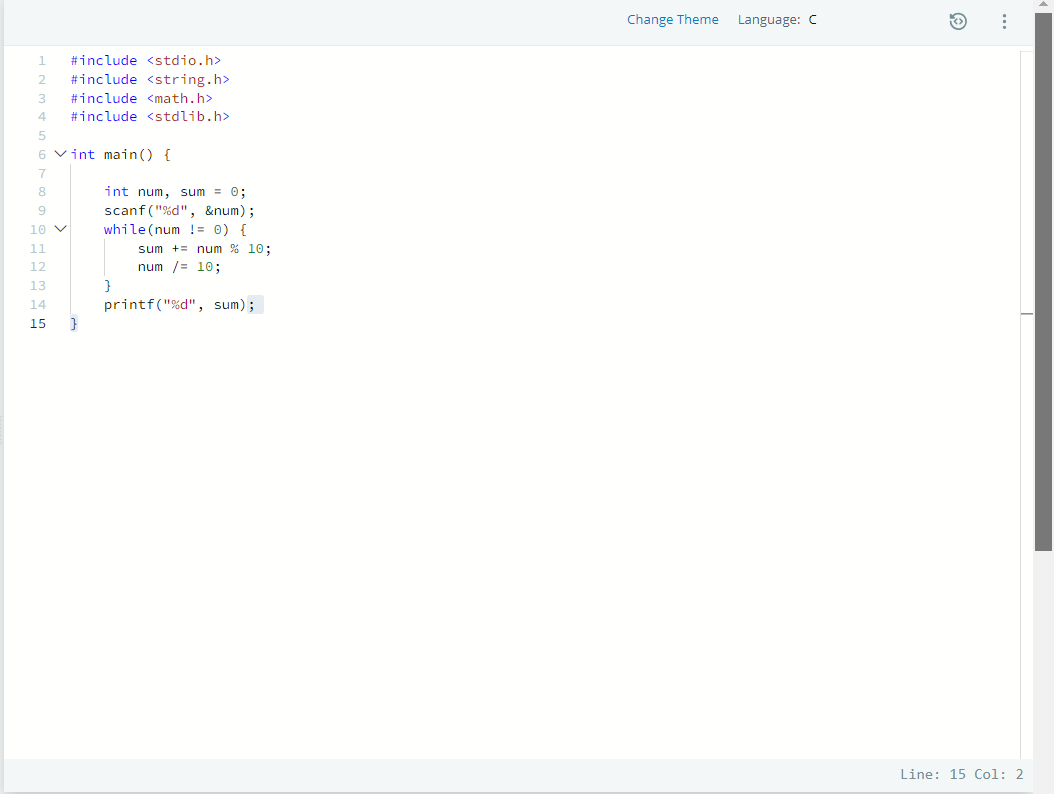 Change Theme Language: C
1 #include <stdio.h>
2 #include <string.h>
3 #include <math.h>
4 #include <stdlib.h>
5
6 int main() {
7
8     int num, sum = 0;
9     scanf("%d", &num);
10     while(num != 0) {
11         sum += num % 10;
12         num /= 10;
13     }
14     printf("%d", sum);
15 }
Line: 15 Col: 2